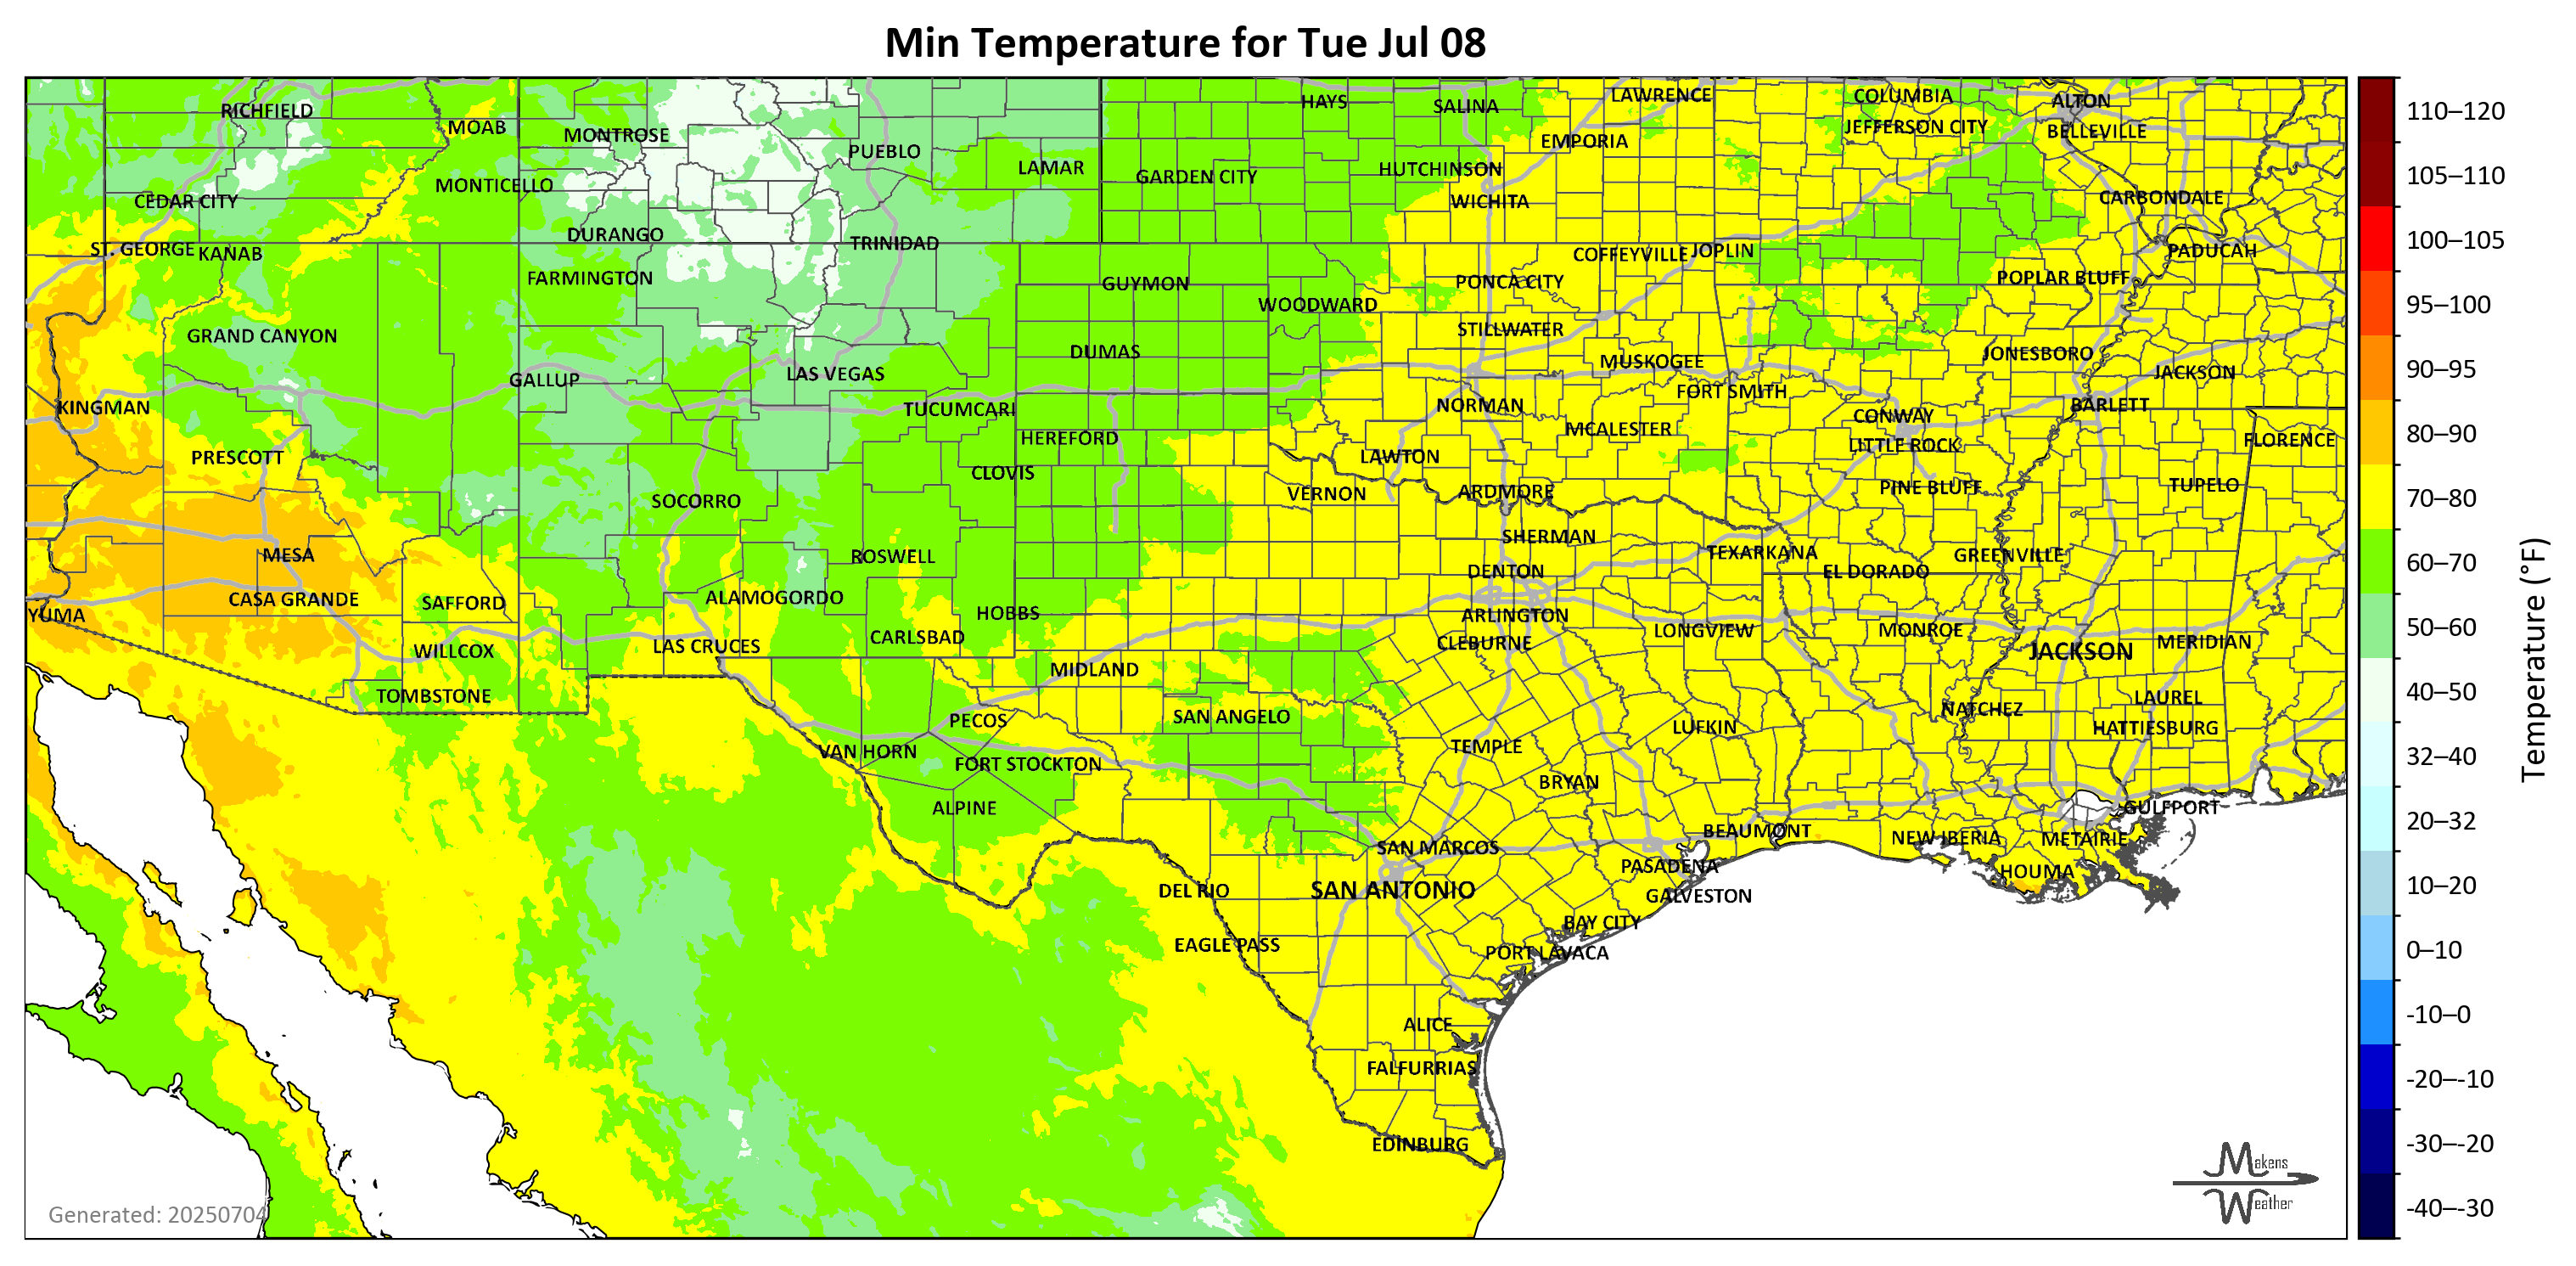 Min Temperature for Tue Jul 08
RICHFIELD
MOAB
MONTROSE
PUEBLO
LAMAR
HAYS
SALINA
LAWRENCE
COLUMBIA
ALTON
JEFFERSON CITY
BELLEVILLE
EMPORIA
GARDEN CITY
HUTCHINSON
MONTICELLO
CEDAR CITY
WICHITA
CARBONDALE
DURANGO
TRINIDAD
ST. GEORGE
KANAB
COFFEYVILLE
JOPLIN
PADUCAH
FARMINGTON
GUYMON
PONCA CITY
POPLAR BLUFF
WOODWARD
GRAND CANYON
STILLWATER
DUMAS
MUSKOGEE
JONESBORO
GALLUP
LAS VEGAS
JACKSON
FORT SMITH
KINGMAN
TUCUMCARI
NORMAN
CONWAY
BARLETT
HEREFORD
MCALESTER
LITTLE ROCK
FLORENCE
PRESCOTT
LAWTON
CLOVIS
SOCORRO
VERNON
ARDMORE
PINE BLUFF
TUPELO
SHERMAN
MESA
ROSWELL
TEXARKANA
GREENVILLE
DENTON
EL DORADO
CASA GRANDE
SAFFORD
ALAMOGORDO
HOBBS
YUMA
ARLINGTON
LAS CRUCES
CARLSBAD
CLEBURNE
LONGVIEW
MONROE
MERIDIAN
WILLCOX
JACKSON
MIDLAND
TOMBSTONE
LAUREL
PECOS
SAN ANGELO
NATCHEZ
LUFKIN
HATTIESBURG
VAN HORN
FORT STOCKTON
TEMPLE
BRYAN
ALPINE
GULFPORT
BEAUMONT
NEW IBERIA
METAIRIE
SAN MARCOS
PASADENA
HOUMA
DEL RIO
SAN ANTONIO
GALVESTON
BAY CITY
EAGLE PASS
PORT LAVACA
ALICE
FALFURRIAS
EDINBURG
Generated: 20250704
Makens
Weather
110–120
105–110
100–105
95–100
90–95
80–90
70–80
60–70
50–60
40–50
32–40
20–32
10–20
0–10
-10–0
-20–-10
-30–-20
-40–-30
Temperature (°F)